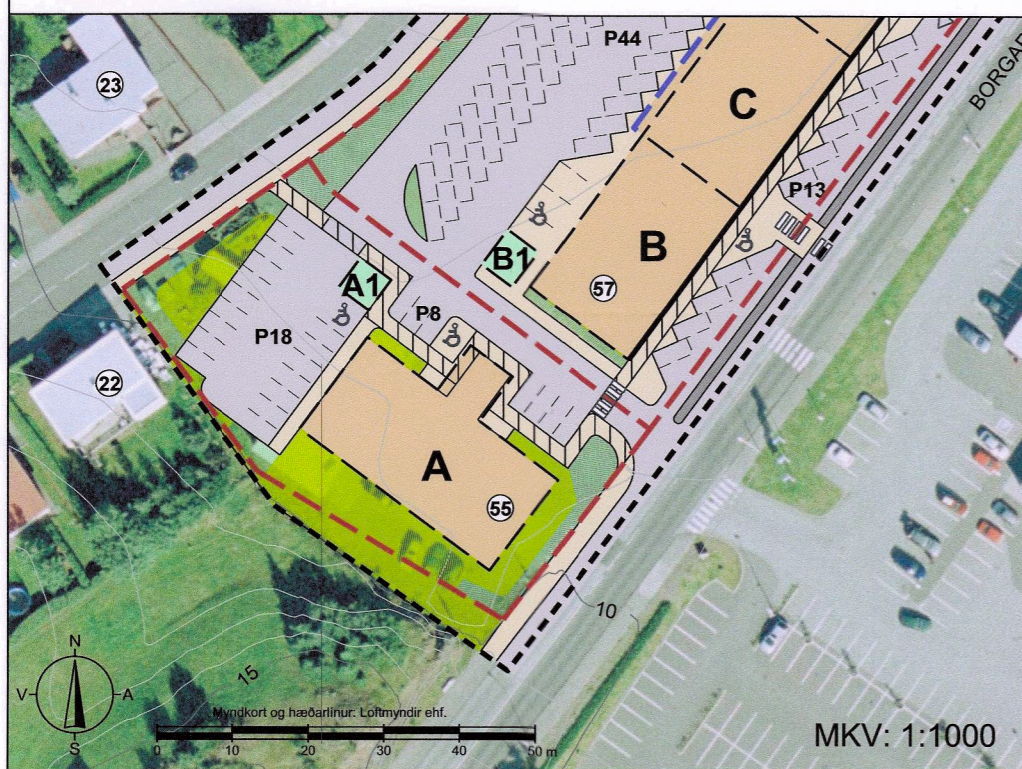 P44
23
BORGAR
C
P13
B
B1
57
A1
P8
P18
22
A
55
10
15
N
V
A
S
Myndkort og hæðarlínur: Loftmyndir ehf.
0 10 20 30 40 50 m
MKV: 1:1000